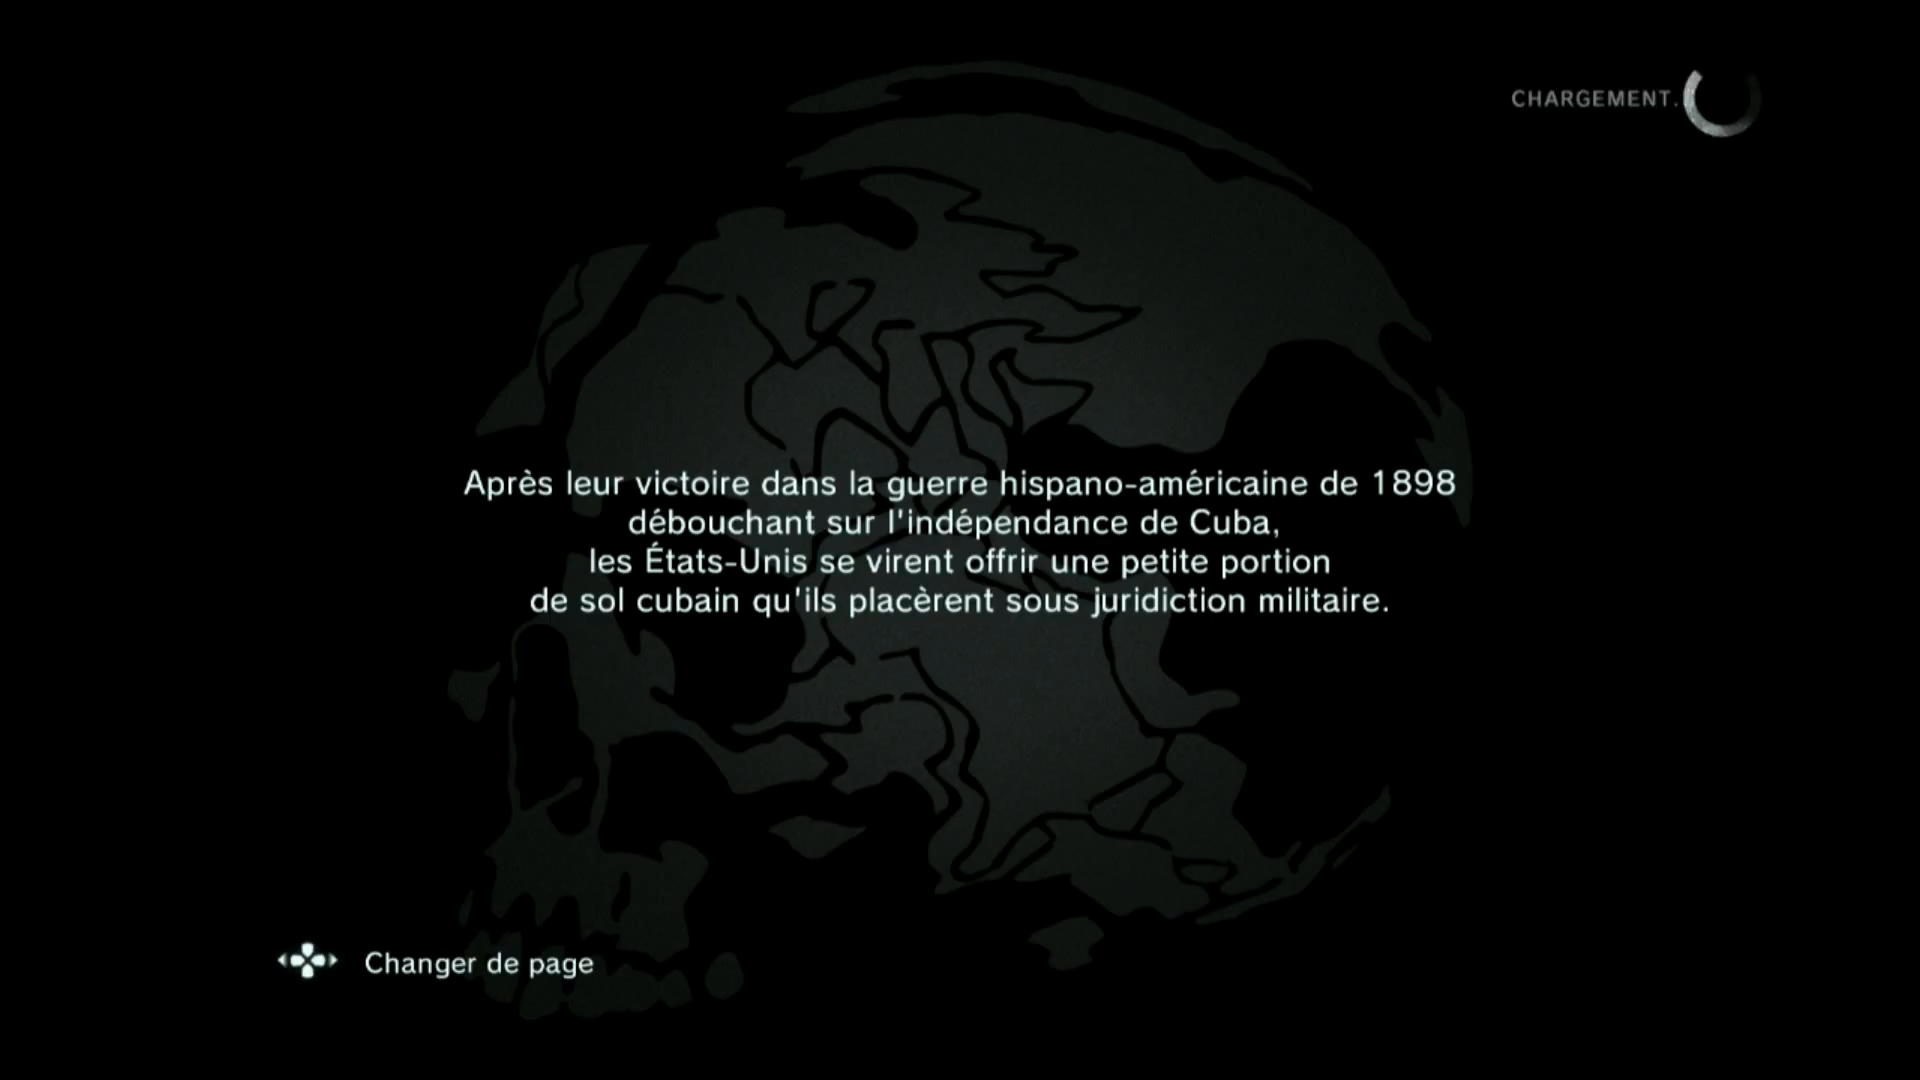 CHARGEMENT.
Après leur victoire dans la guerre hispano-américaine de 1898
débouchant sur l'indépendance de Cuba,
les États-Unis se virent offrir une petite portion
de sol cubain qu'ils placèrent sous juridiction militaire.
Changer de page